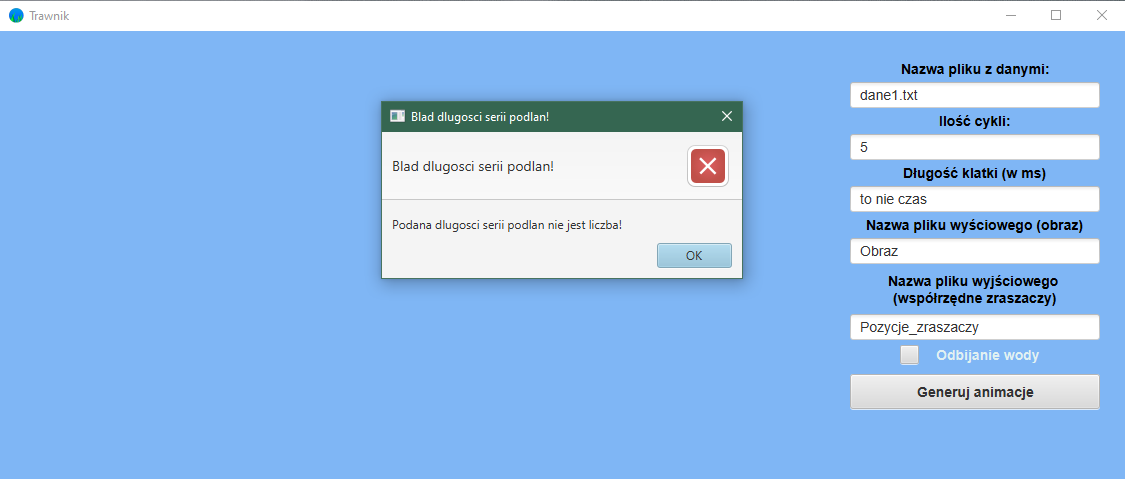 Trawnik
Nazwa pliku z danymi:
dane1.txt
Ilość cykli:
5
Długość klatki (w ms)
to nie czas
Nazwa pliku wyściowego (obraz)
Obraz
Nazwa pliku wyjściowego
(współrzędne zraszaczy)
Pozycje_zraszaczy
Odbijanie wody
Generuj animacje
Blad dlugosci serii podlan!
Blad dlugosci serii podlan!
Podana dlugosci serii podlan nie jest liczba!
OK